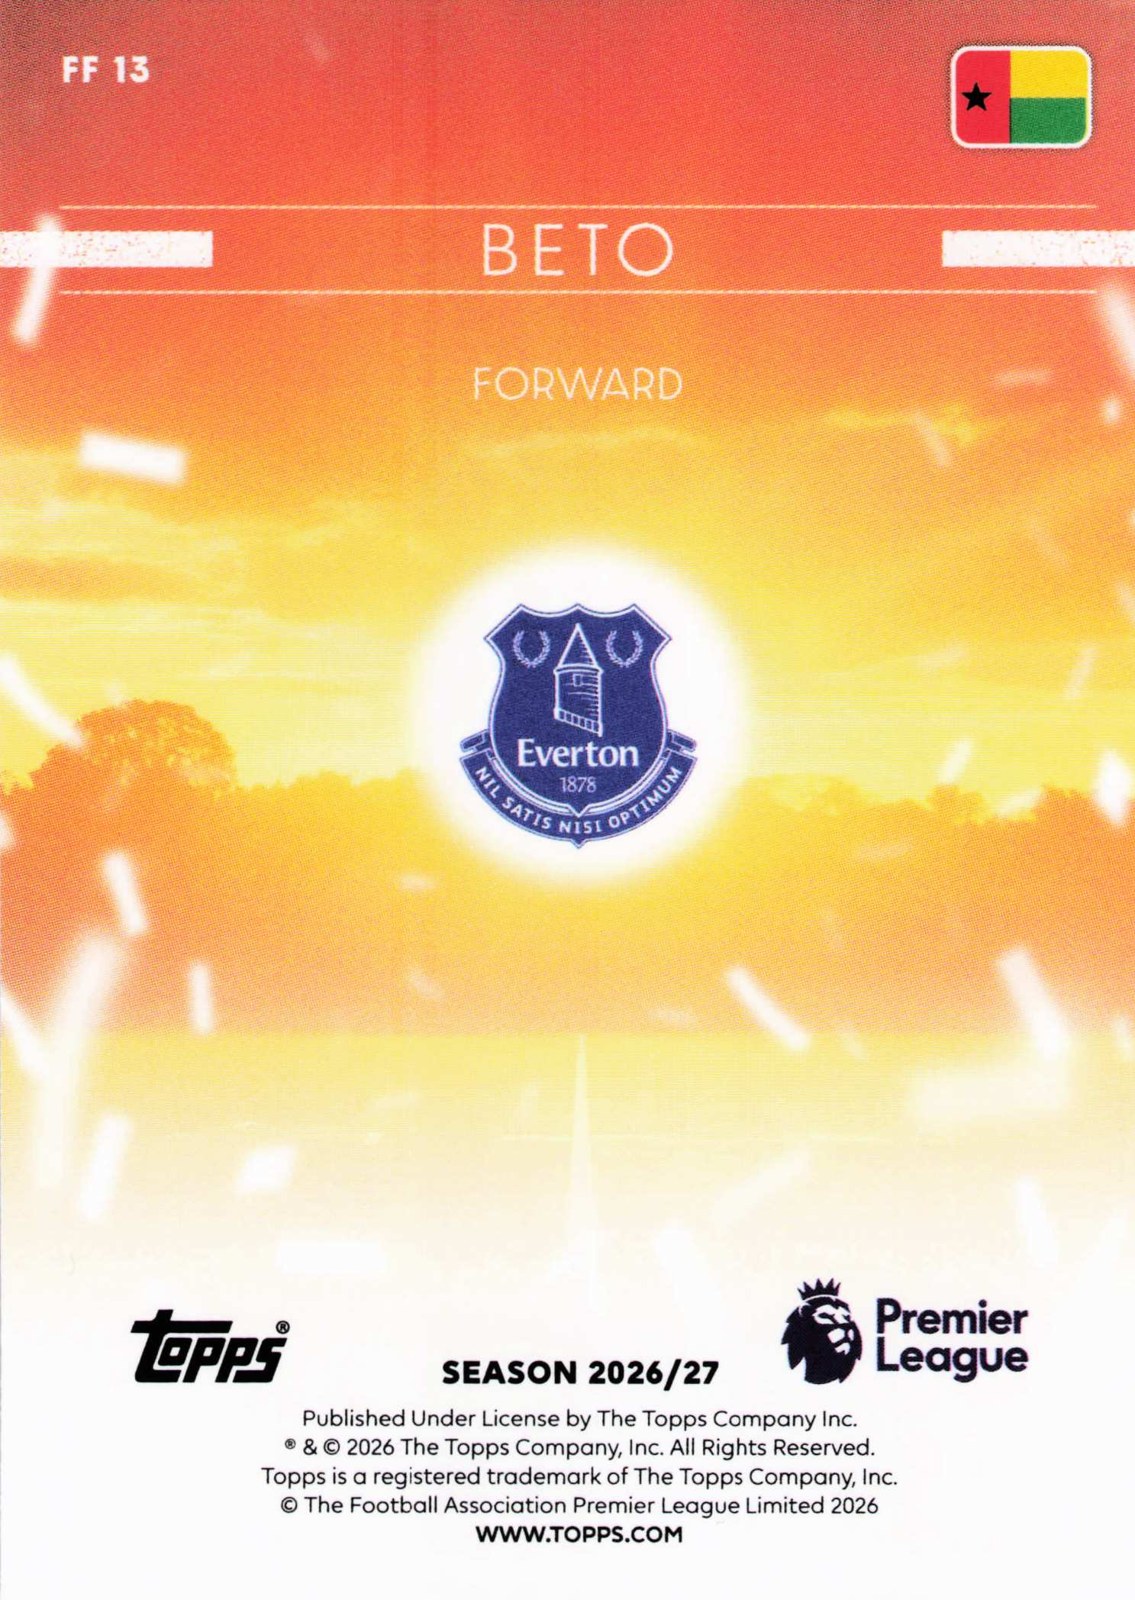 FF 13
BETO
FORWARD
Everton
1878
NIL SATIS NISI OPTIMUM
Topps®
Premier
League
SEASON 2026/27
Published Under License by The Topps Company Inc.
® & © 2026 The Topps Company, Inc. All Rights Reserved.
Topps is a registered trademark of The Topps Company, Inc.
© The Football Association Premier League Limited 2026
WWW.TOPPS.COM